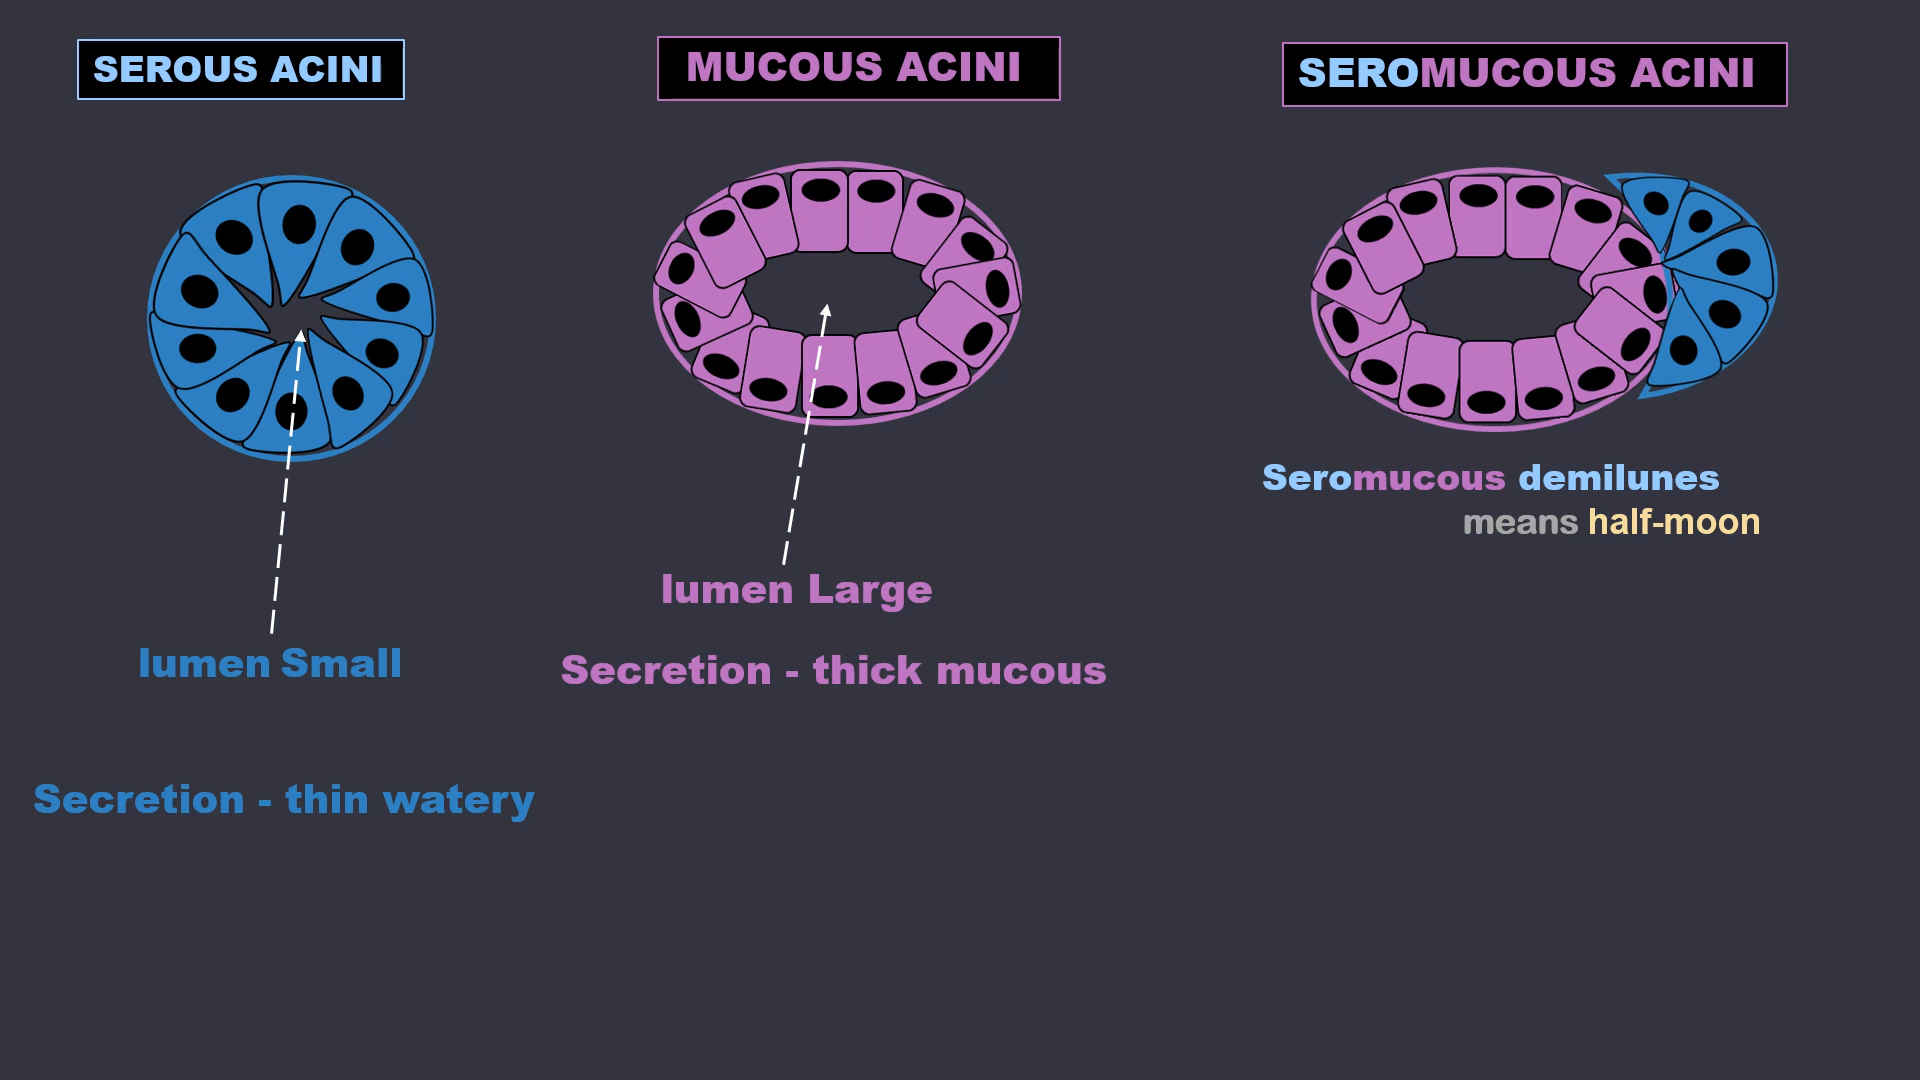 SEROUS ACINI
MUCOUS ACINI
SEROMUCOUS ACINI
Seromucous demilunes
means half-moon
lumen Large
lumen Small
Secretion - thick mucous
Secretion - thin watery